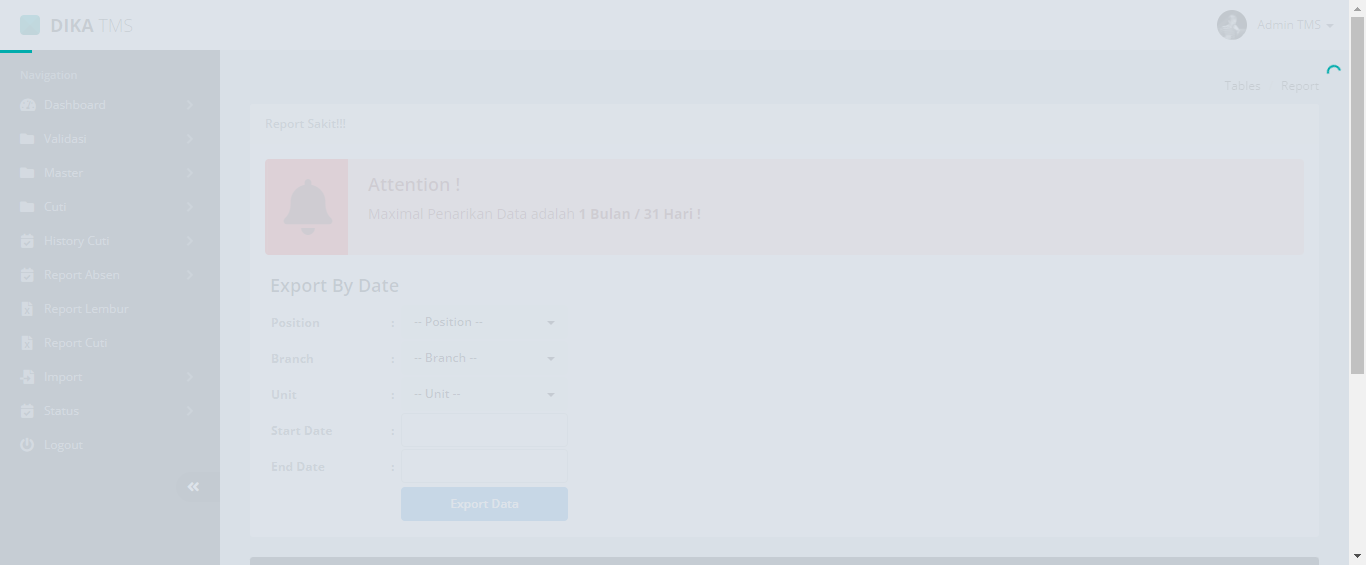 DIKA TMS
Admin TMS
Navigation
Dashboard
Validasi
Master
Cuti
History Cuti
Report Absen
Report Lembur
Report Cuti
Import
Status
Logout
Tables Report
Report Sakit!!!
Attention !
Maximal Penarikan Data adalah 1 Bulan / 31 Hari !
Export By Date
Position : -- Position --
Branch : -- Branch --
Unit : -- Unit --
Start Date :
End Date :
Export Data